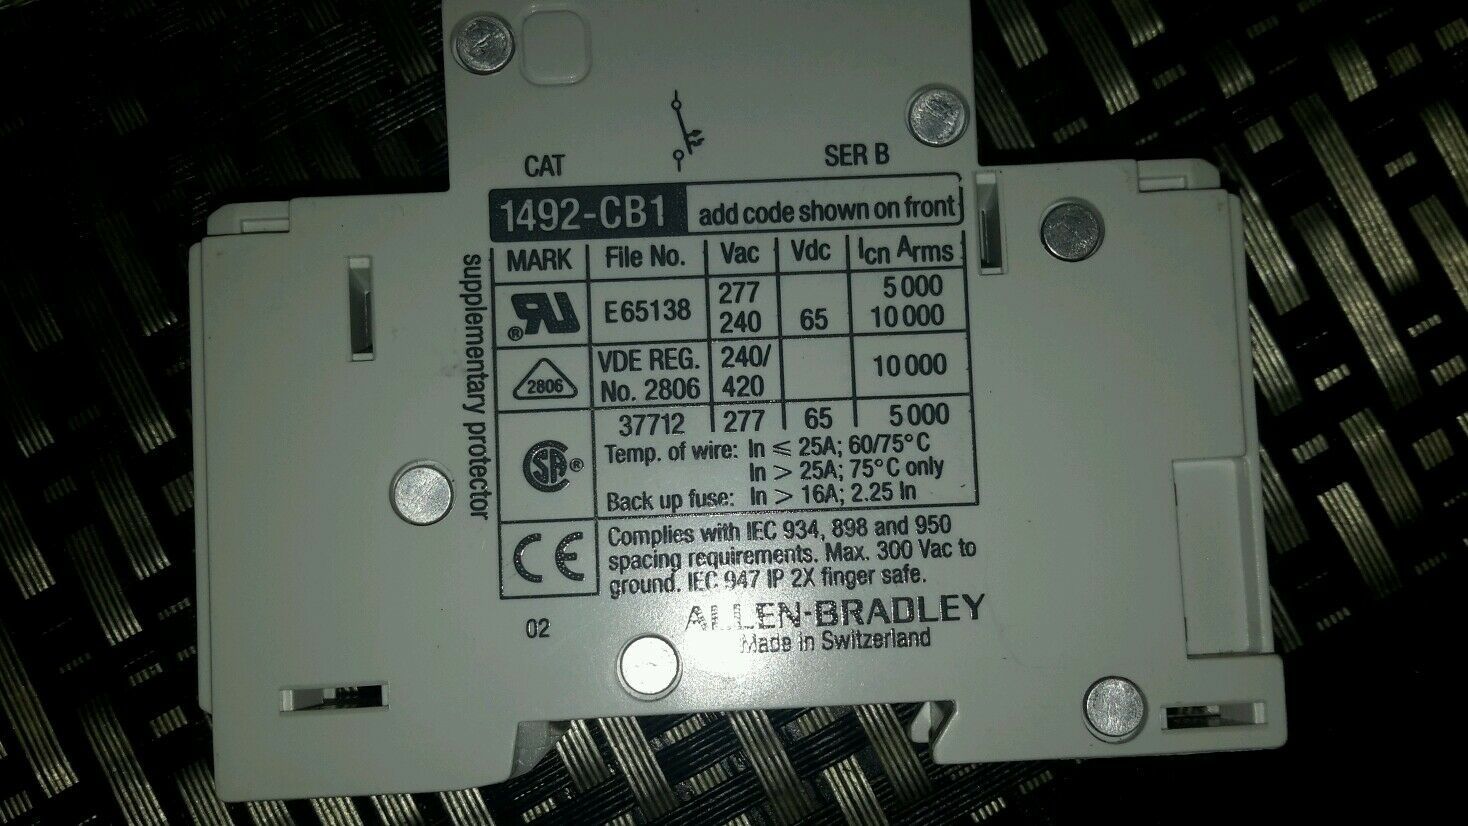 CAT SER B
1492-CB1 add code shown on front
MARK File No. Vac Vdc Icn Arms
E65138 277 5 000
240 65 10 000
VDE REG. 240/ 10 000
2806 No. 2806 420
37712 277 65 5 000
SA Temp. of wire: In ≤ 25A; 60/75°C
In > 25A; 75°C only
Back up fuse: In > 16A; 2.25 In
CE Complies with IEC 934, 898 and 950
spacing requirements. Max. 300 Vac to
ground. IEC 947 IP 2X finger safe.
02
ALLEN-BRADLEY
Made in Switzerland
supplementary protector